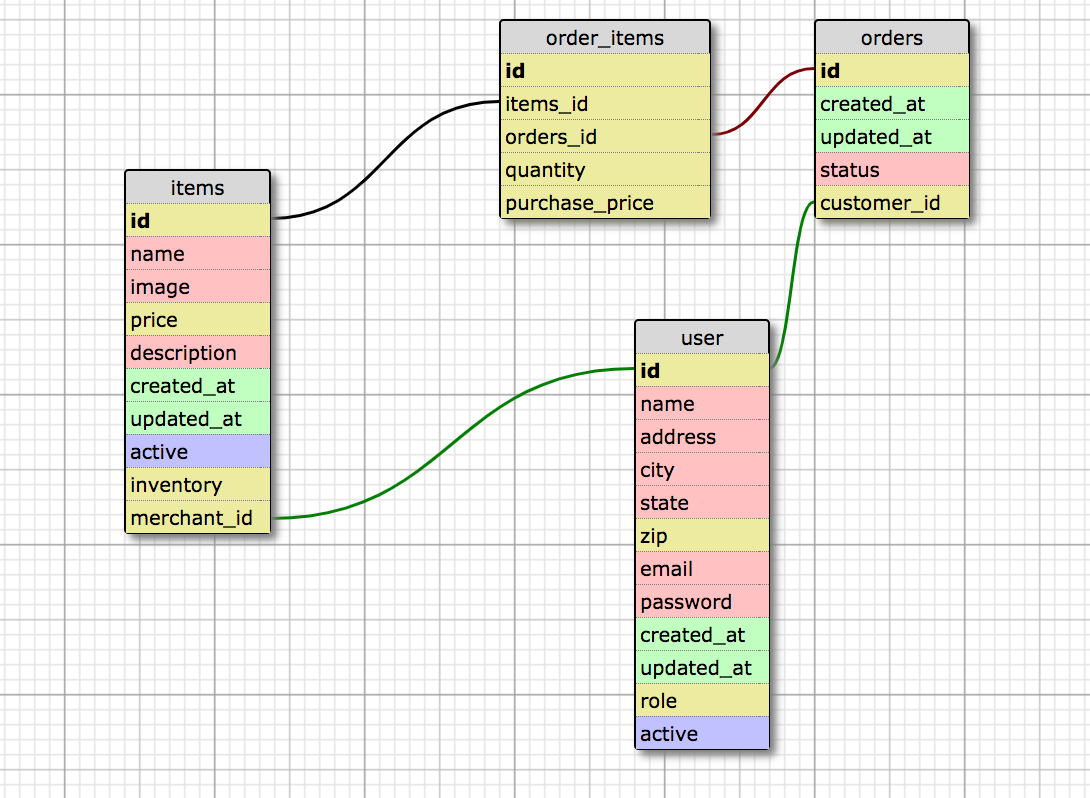 order_items
id
items_id
orders_id
quantity
purchase_price
orders
id
created_at
updated_at
status
customer_id
items
id
name
image
price
description
created_at
updated_at
active
inventory
merchant_id
user
id
name
address
city
state
zip
email
password
created_at
updated_at
role
active